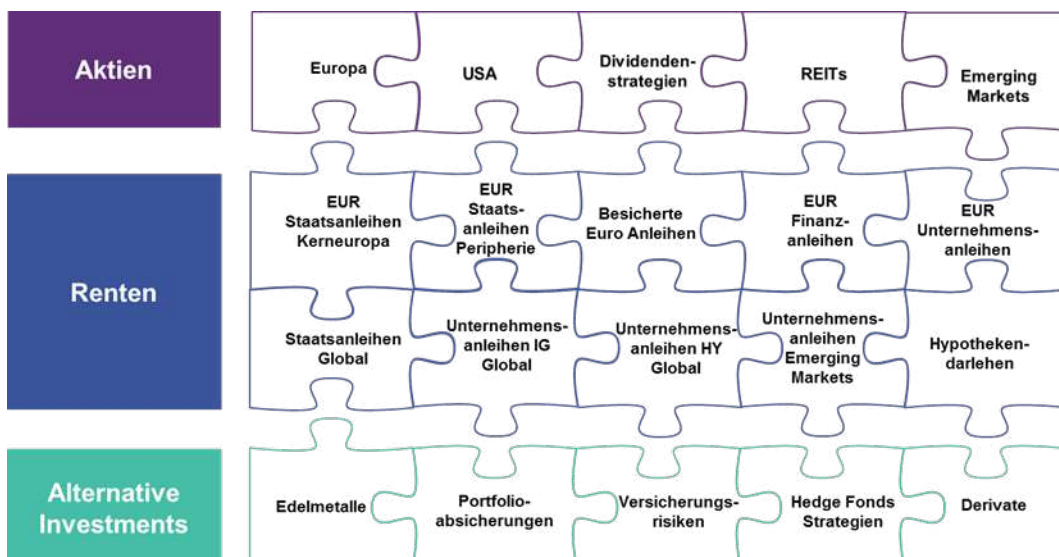 Aktien
Europa
USA
Dividenden-
strategien
REITs
Emerging
Markets
Renten
EUR
Staatsanleihen
Kerneuropa
EUR
Staats-
anleihen
Peripherie
Besicherte
Euro Anleihen
EUR
Finanz-
anleihen
EUR
Unternehmens-
anleihen
Staatsanleihen
Global
Unternehmens-
anleihen IG
Global
Unternehmens-
anleihen HY
Global
Unternehmens-
anleihen
Emerging
Markets
Hypotheken-
darlehen
Alternative
Investments
Edelmetalle
Portfolio-
absicherungen
Versicherungs-
risiken
Hedge Fonds
Strategien
Derivate